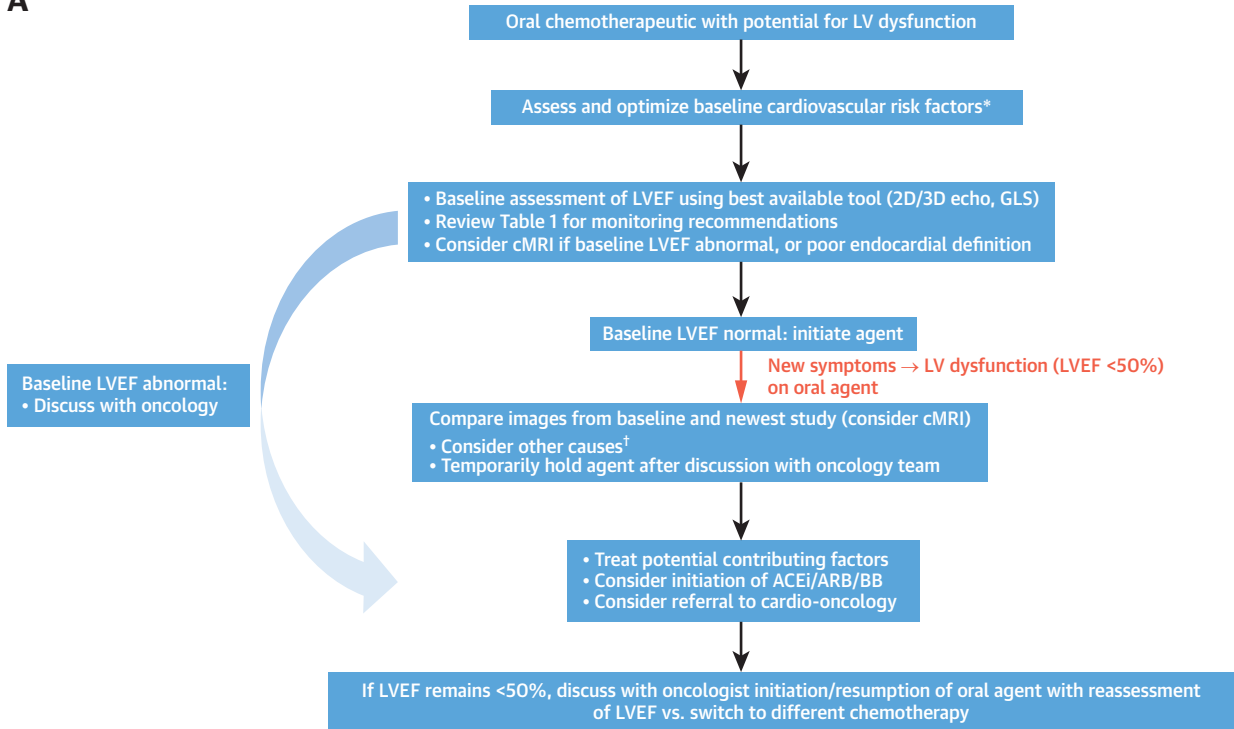 A
Oral chemotherapeutic with potential for LV dysfunction
Assess and optimize baseline cardiovascular risk factors*
• Baseline assessment of LVEF using best available tool (2D/3D echo, GLS)
• Review Table 1 for monitoring recommendations
• Consider cMRI if baseline LVEF abnormal, or poor endocardial definition
Baseline LVEF normal: initiate agent
New symptoms → LV dysfunction (LVEF <50%)
on oral agent
Baseline LVEF abnormal:
• Discuss with oncology
Compare images from baseline and newest study (consider cMRI)
• Consider other causes†
• Temporarily hold agent after discussion with oncology team
• Treat potential contributing factors
• Consider initiation of ACEi/ARB/BB
• Consider referral to cardio-oncology
If LVEF remains <50%, discuss with oncologist initiation/resumption of oral agent with reassessment
of LVEF vs. switch to different chemotherapy